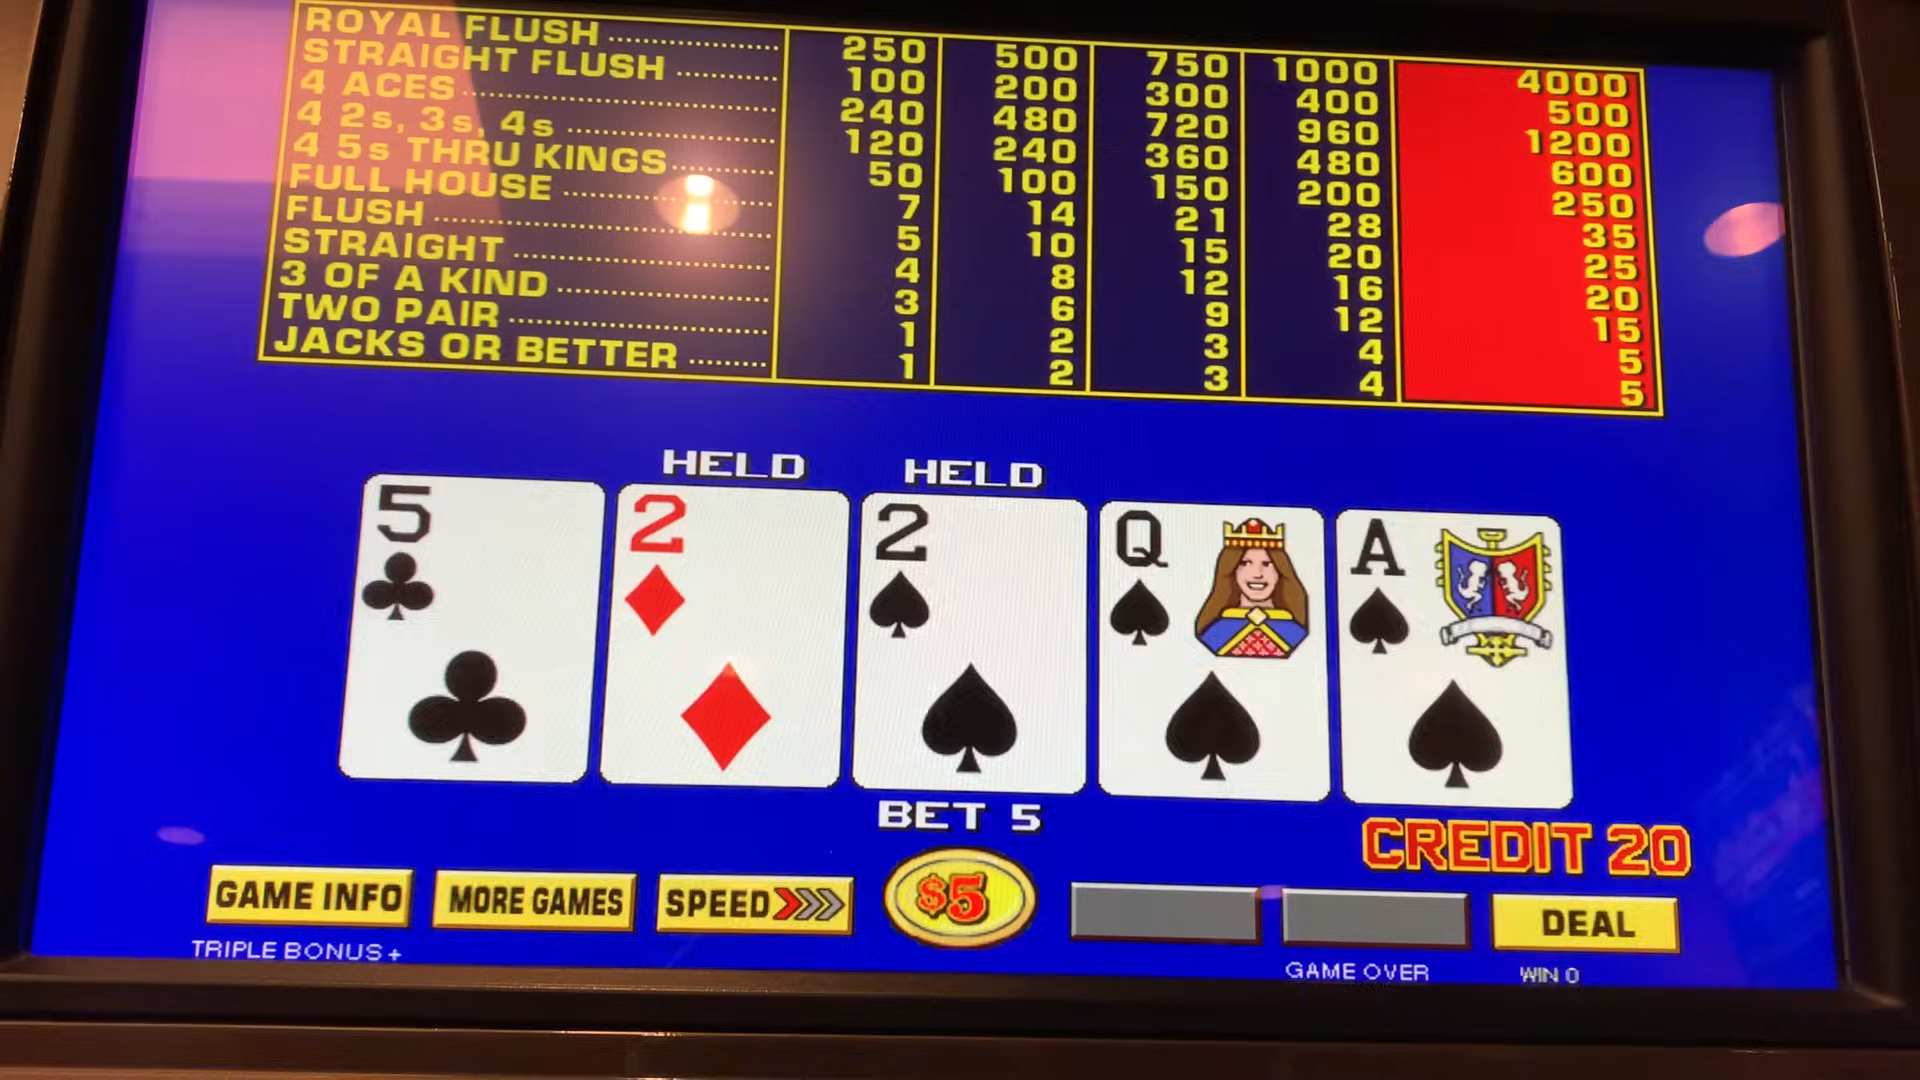 ROYAL FLUSH 250 500 750 1000 4000
STRAIGHT FLUSH 100 200 300 400 500
4 ACES 240 480 720 960 1200
4 2s, 3s, 4s 120 240 360 480 600
4 5s THRU KINGS 50 100 150 200 250
FULL HOUSE 7 14 21 28 35
FLUSH 5 10 15 20 25
STRAIGHT 4 8 12 16 20
3 OF A KIND 3 6 9 12 15
TWO PAIR 1 2 3 4 5
JACKS OR BETTER 1 2 3 4 5
HELD HELD
5 2 2 Q A
BET 5
CREDIT 20
GAME INFO MORE GAMES SPEED $5 DEAL
TRIPLE BONUS + GAME OVER WIN 0